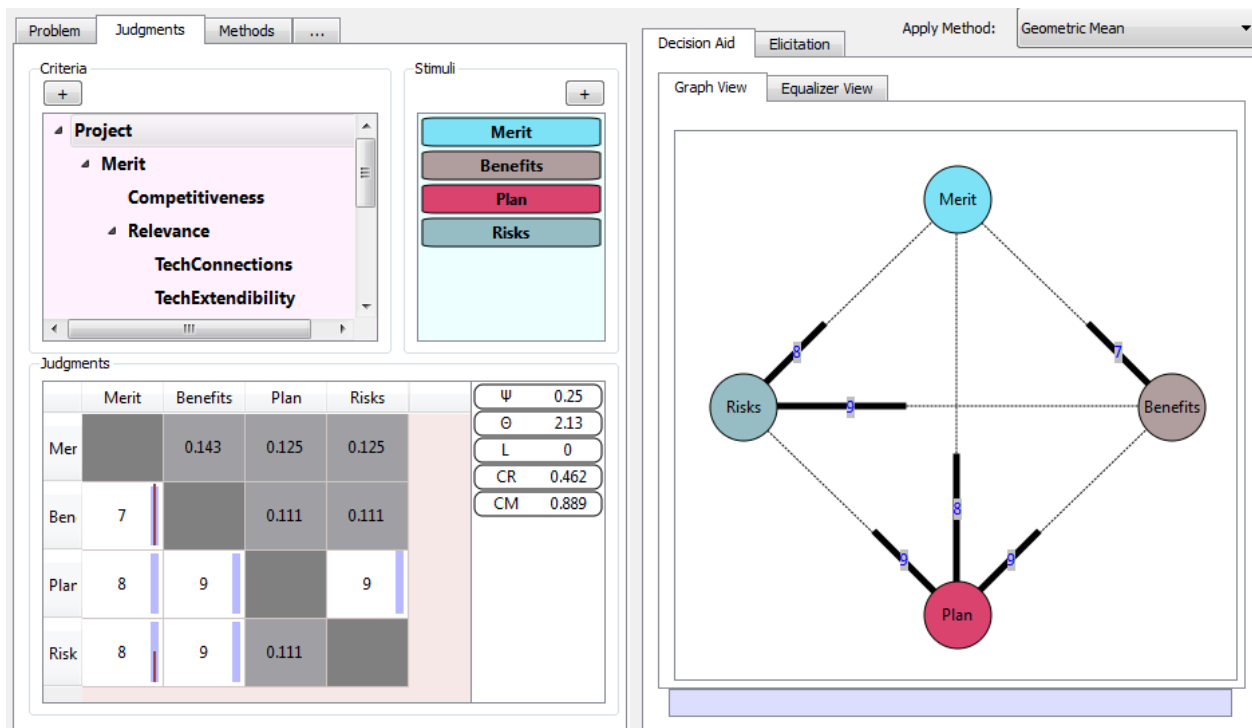 Problem
Judgments
Methods
...
Criteria
+
Project
Merit
Competitiveness
Relevance
TechConnections
TechExtendibility
Stimuli
+
Merit
Benefits
Plan
Risks
Judgments
Merit Benefits Plan Risks
Mer 0.143 0.125 0.125
Ben 7 0.111 0.111
Plan 8 9 9
Risk 8 9 0.111
Ψ 0.25
Θ 2.13
L 0
CR 0.462
CM 0.889
Apply Method: Geometric Mean
Decision Aid
Elicitation
Graph View
Equalizer View
Merit
8
7
Risks
9
Benefits
8
9
9
Plan